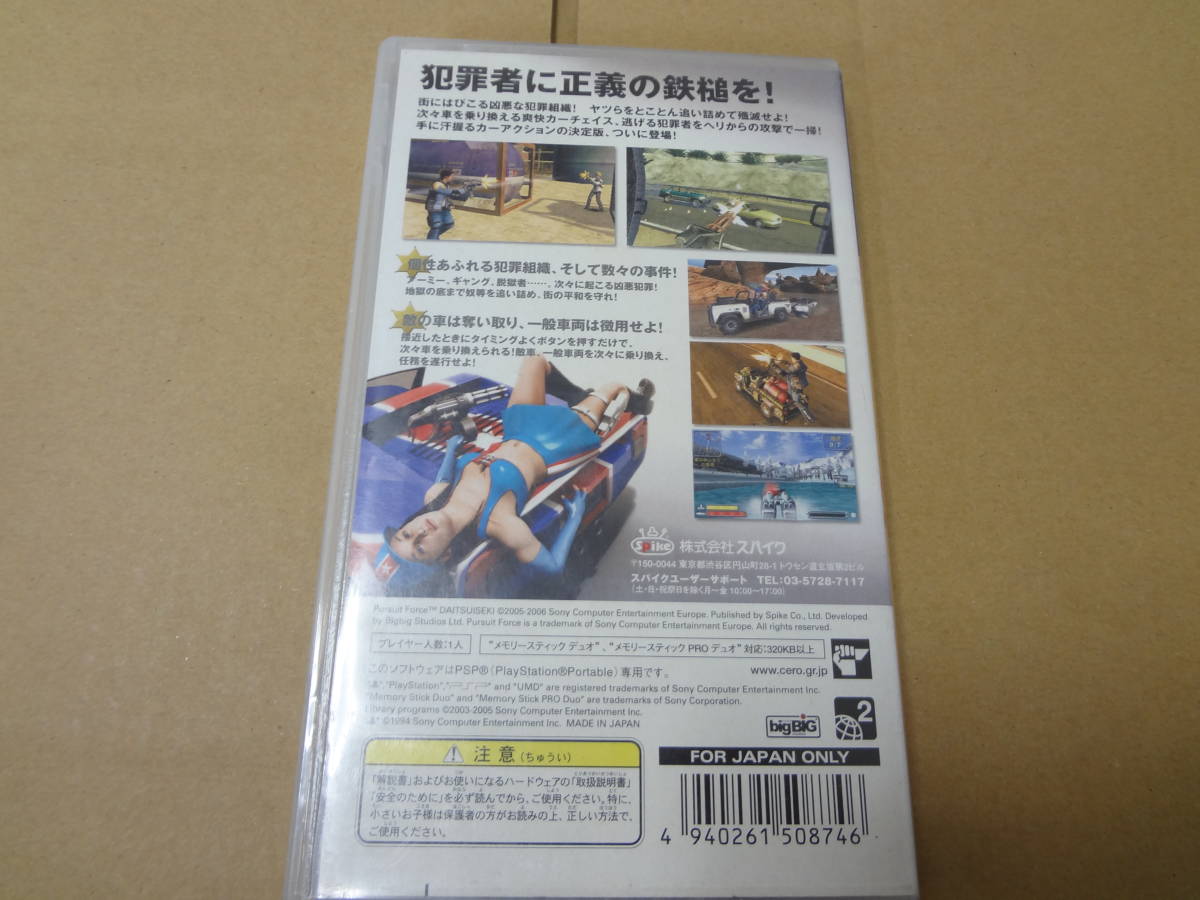 犯罪者に正義の鉄槌を!
街にはびこる凶悪な犯罪組織! ヤツらをとことん追い詰めて殲滅せよ!
次々車を乗り換える爽快カーチェイス、逃げる犯罪者をヘリからの攻撃で一掃!
手に汗握るカーアクションの決定版、ついに登場!
個性あふれる犯罪組織、そして数々の事件!
アーミー、ギャング、脱獄者……、次々に起こる凶悪犯罪!
地獄の底まで奴等を追い詰め、街の平和を守れ!
敵の車は奪い取り、一般車両は徴用せよ!
接近したときにタイミングよくボタンを押すだけで、
次々車を乗り換えられる!敵車、一般車両を次々に乗り換え、
任務を遂行せよ!
Spike 株式会社 スパイク
〒150-0044 東京都渋谷区円山町28-1 トウセン道玄坂第2ビル
スパイクユーザーサポート TEL:03-5728-7117
(土・日・祝祭日を除く月〜金 10:00〜17:00)
Pursuit Force™ DAITSUISEKI ©2005-2006 Sony Computer Entertainment Europe. Published by Spike Co., Ltd. Developed
by Bigbig Studios Ltd. Pursuit Force is a trademark of Sony Computer Entertainment Europe. All rights reserved.
プレイヤー人数:1人
"メモリースティック デュオ"、"メモリースティック PRO デュオ" 対応:320KB以上
このソフトウェアはPSP®(PlayStation®Portable)専用です。
www.cero.gr.jp
", "PlayStation", "PSP" and "UMD" are registered trademarks of Sony Computer Entertainment Inc.
"Memory Stick Duo" and "Memory Stick PRO Duo" are trademarks of Sony Corporation.
Library programs ©2003-2005 Sony Computer Entertainment Inc.
" ©1994 Sony Computer Entertainment Inc. MADE IN JAPAN
bigBIG
2
注意(ちゅうい)
「解説書」およびお使いになるハードウェアの「取扱説明書」
「安全のために」を必ず読んでから、ご使用ください。特に、
小さいお子様は保護者の方がお読みの上、正しい方法で、
ご使用ください。
FOR JAPAN ONLY
4 940261 508746